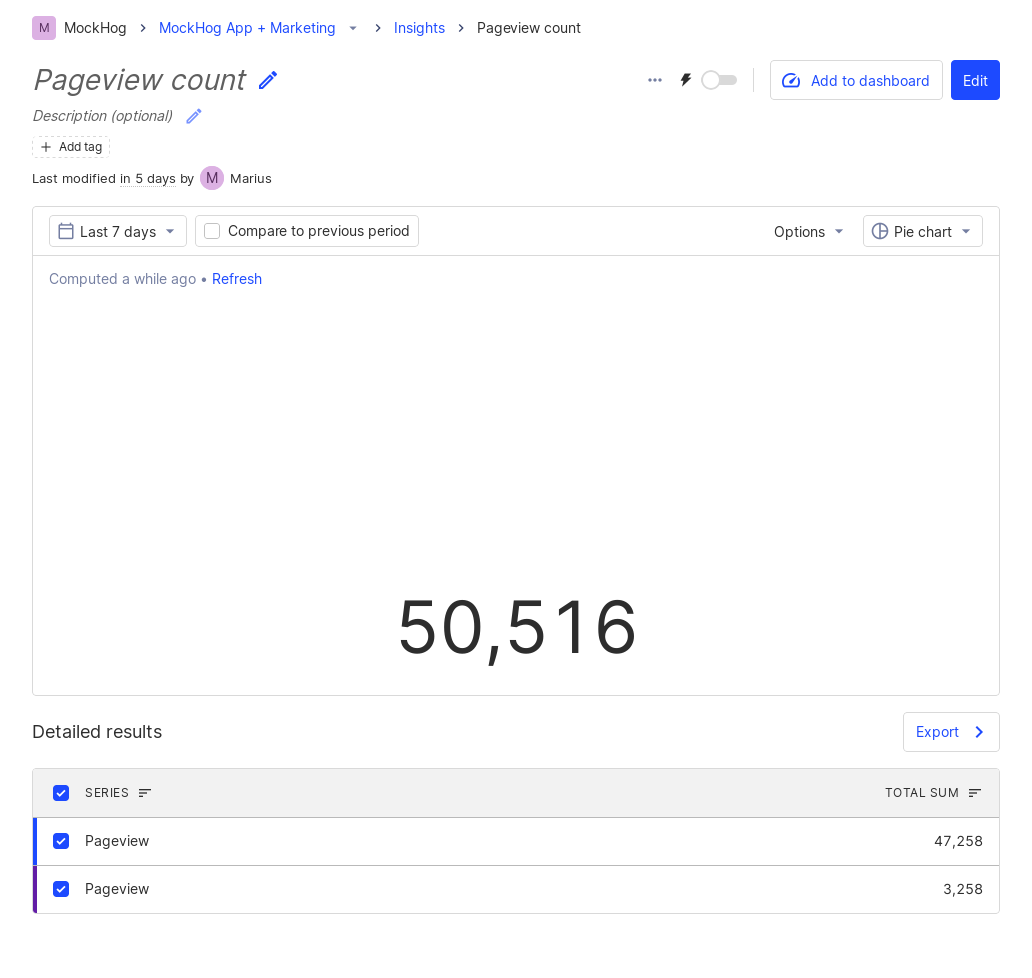 M MockHog MockHog App + Marketing Insights Pageview count
Pageview count
Add to dashboard Edit
Description (optional)
Add tag
Last modified in 5 days by M Marius
Last 7 days Compare to previous period Options Pie chart
Computed a while ago • Refresh
50,516
Detailed results Export
SERIES TOTAL SUM
Pageview 47,258
Pageview 3,258